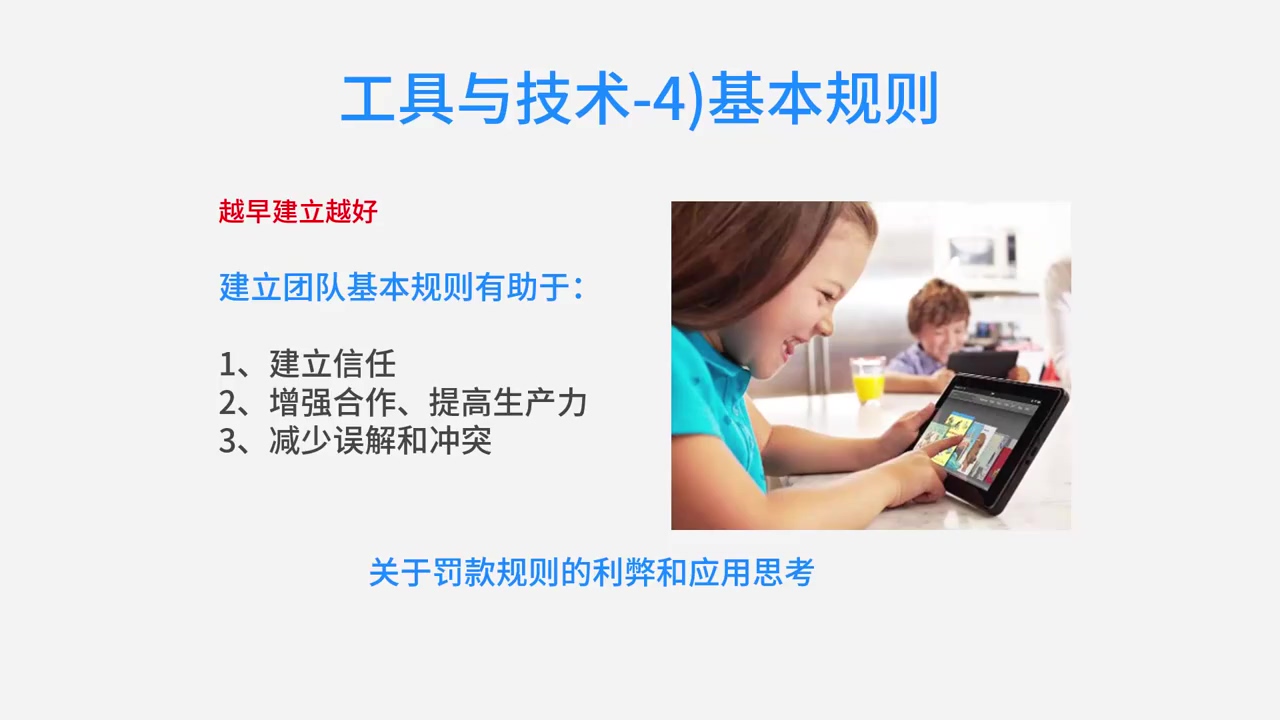 工具与技术-4)基本规则
越早建立越好
建立团队基本规则有助于：
1、建立信任
2、增强合作、提高生产力
3、减少误解和冲突
关于罚款规则的利弊和应用思考